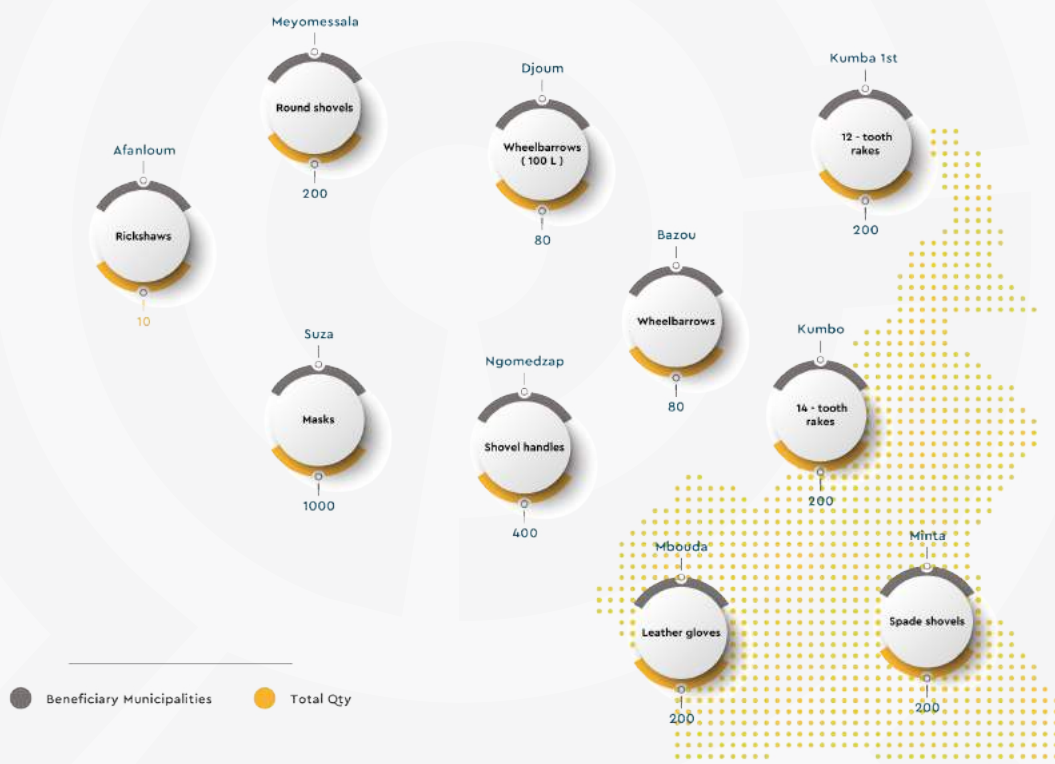 Meyomessala
Round shovels
200
Djoum
Wheelbarrows
( 100 L )
80
Kumba 1st
12 - tooth
rakes
200
Afanloum
Rickshaws
10
Bazou
Wheelbarrows
80
Suza
Masks
1000
Ngomedzap
Shovel handles
400
Kumbo
14 - tooth
rakes
200
Mbouda
Leather gloves
200
Minta
Spade shovels
200
Beneficiary Municipalities
Total Qty